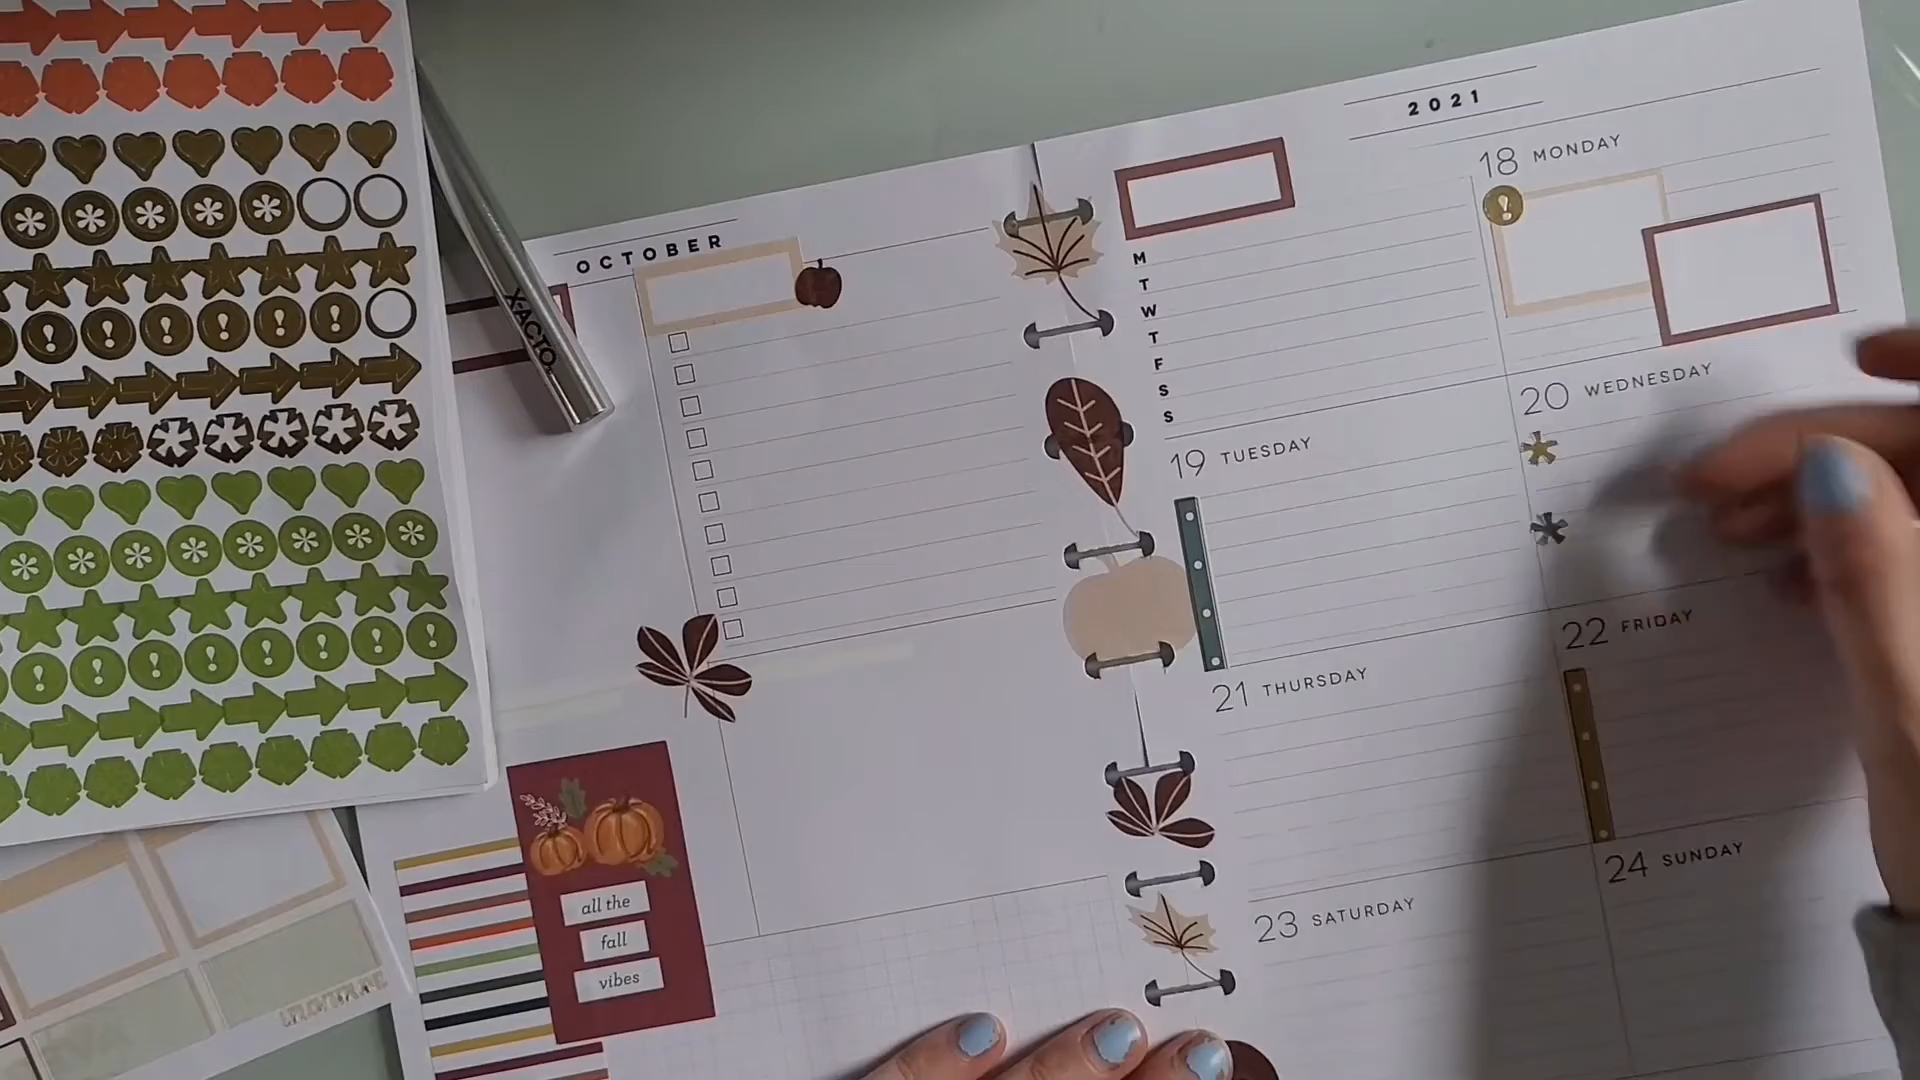 OCTOBER
2021
X-ACTO
M
T
W
T
F
S
S
18 MONDAY
19 TUESDAY
20 WEDNESDAY
21 THURSDAY
22 FRIDAY
23 SATURDAY
24 SUNDAY
all the
fall
vibes